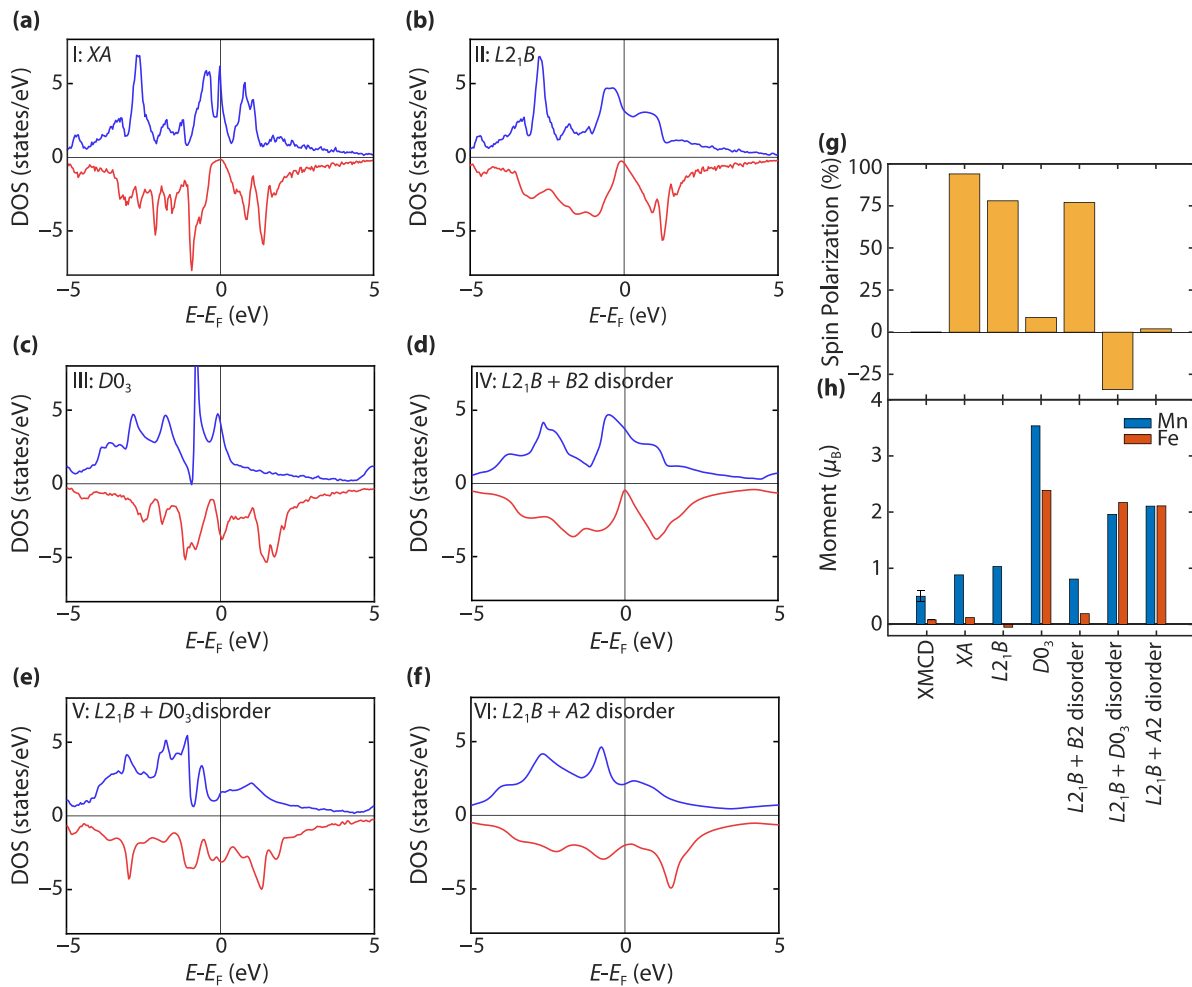 (a)
I: XA
DOS (states/eV)
5
0
−5
−5
0
5
E-EF (eV)
(b)
II: L21B
DOS (states/eV)
5
0
−5
−5
0
5
E-EF (eV)
(c)
III: D03
DOS (states/eV)
5
0
−5
−5
0
5
E-EF (eV)
(d)
IV: L21B + B2 disorder
DOS (states/eV)
5
0
−5
−5
0
5
E-EF (eV)
(e)
V: L21B + D03disorder
DOS (states/eV)
5
0
−5
−5
0
5
E-EF (eV)
(f)
VI: L21B + A2 disorder
DOS (states/eV)
5
0
−5
−5
0
5
E-EF (eV)
(g)
Spin Polarization (%)
100
75
50
25
0
−25
(h)
Moment (μB)
4
3
2
1
0
Mn
Fe
XMCD
XA
L21B
D03
L21B + B2 disorder
L21B + D03 disorder
L21B + A2 diorder